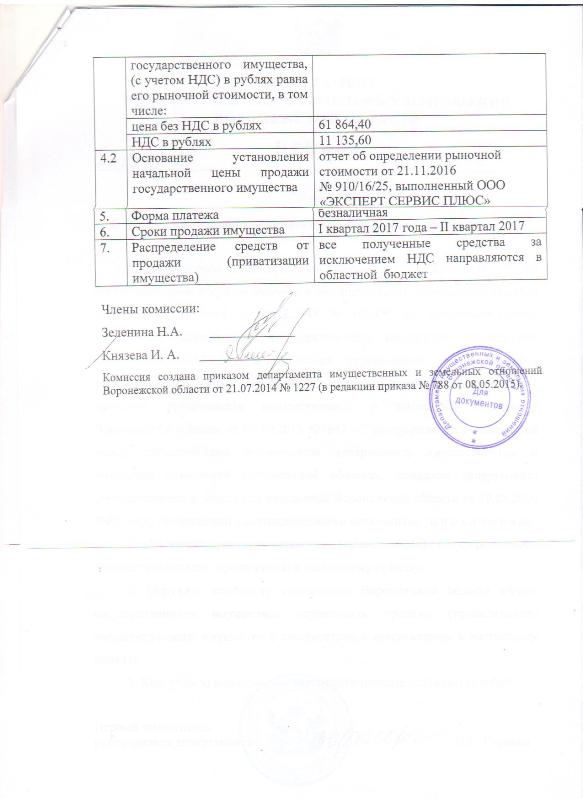 государственного имущества,
(с учетом НДС) в рублях равна
его рыночной стоимости, в том
числе:
цена без НДС в рублях 61 864,40
НДС в рублях 11 135,60
4.2 Основание установления начальной цены продажи государственного имущества
отчет об определении рыночной
стоимости от 21.11.2016
№ 910/16/25, выполненный ООО
«ЭКСПЕРТ СЕРВИС ПЛЮС»
5. Форма платежа безналичная
6. Сроки продажи имущества I квартал 2017 года – II квартал 2017
7. Распределение средств от
продажи (приватизации
имущества)
все полученные средства за
исключением НДС направляются в
областной бюджет
Члены комиссии:
Зеденина Н.А.
Князева И. А.
Комиссия создана приказом департамента имущественных и земельных отношений
Воронежской области от 21.07.2014 № 1227 (в редакции приказа № 788 от 08.05.2015).
Для
документов